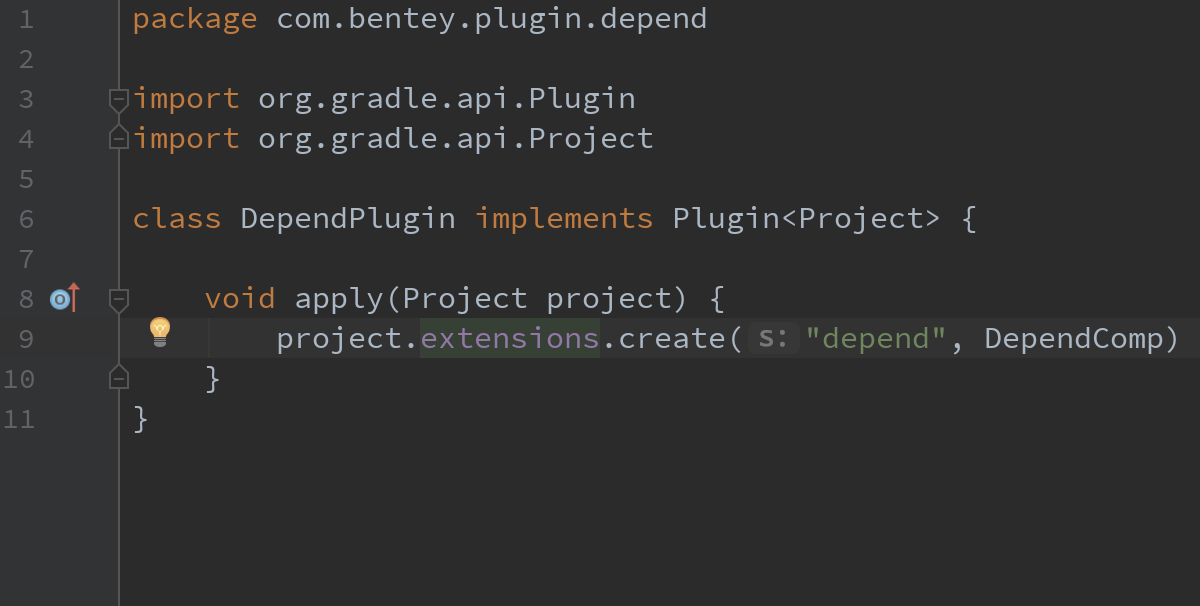 1 package com.bentey.plugin.depend
2
3 import org.gradle.api.Plugin
4 import org.gradle.api.Project
5
6 class DependPlugin implements Plugin<Project> {
7
8 void apply(Project project) {
9 project.extensions.create( s: "depend", DependComp)
10 }
11 }